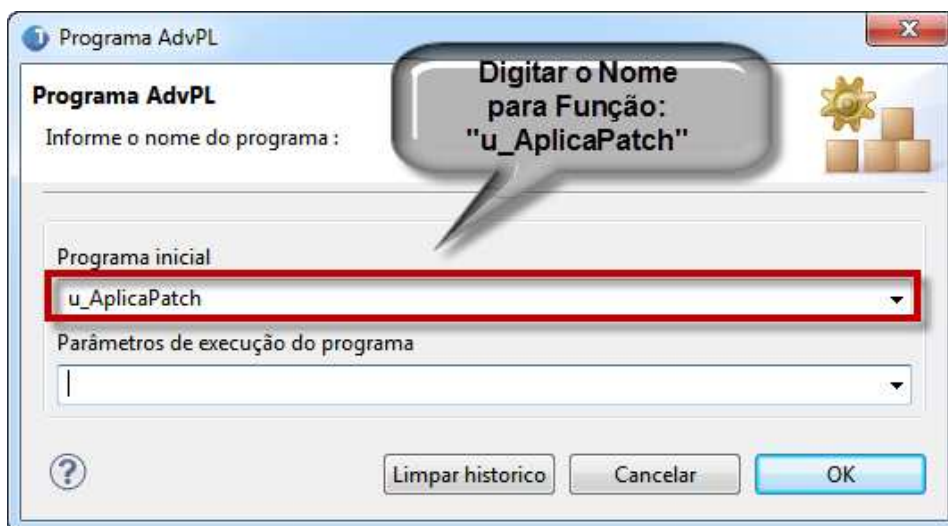 Programa AdvPL
Programa AdvPL
Informe o nome do programa :
Digitar o Nome
para Função:
"u_AplicaPatch"
Programa inicial
u_AplicaPatch
Parâmetros de execução do programa
?
Limpar historico
Cancelar
OK